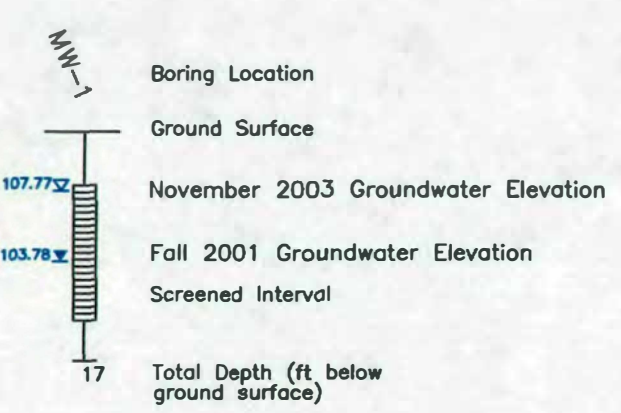 MW-1
Boring Location
Ground Surface
107.77 November 2003 Groundwater Elevation
103.78 Fall 2001 Groundwater Elevation
Screened Interval
17 Total Depth (ft below
ground surface)